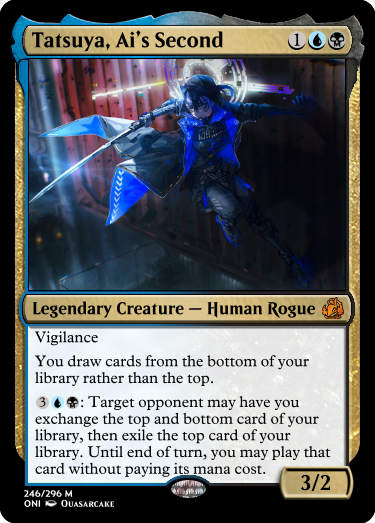 Tatsuya, Ai's Second 1
Legendary Creature — Human Rogue
Vigilance
You draw cards from the bottom of your
library rather than the top.
3: Target opponent may have you
exchange the top and bottom card of your
library, then exile the top card of your
library. Until end of turn, you may play that
card without paying its mana cost.
3/2
246/296 M
ONI Quasarcake